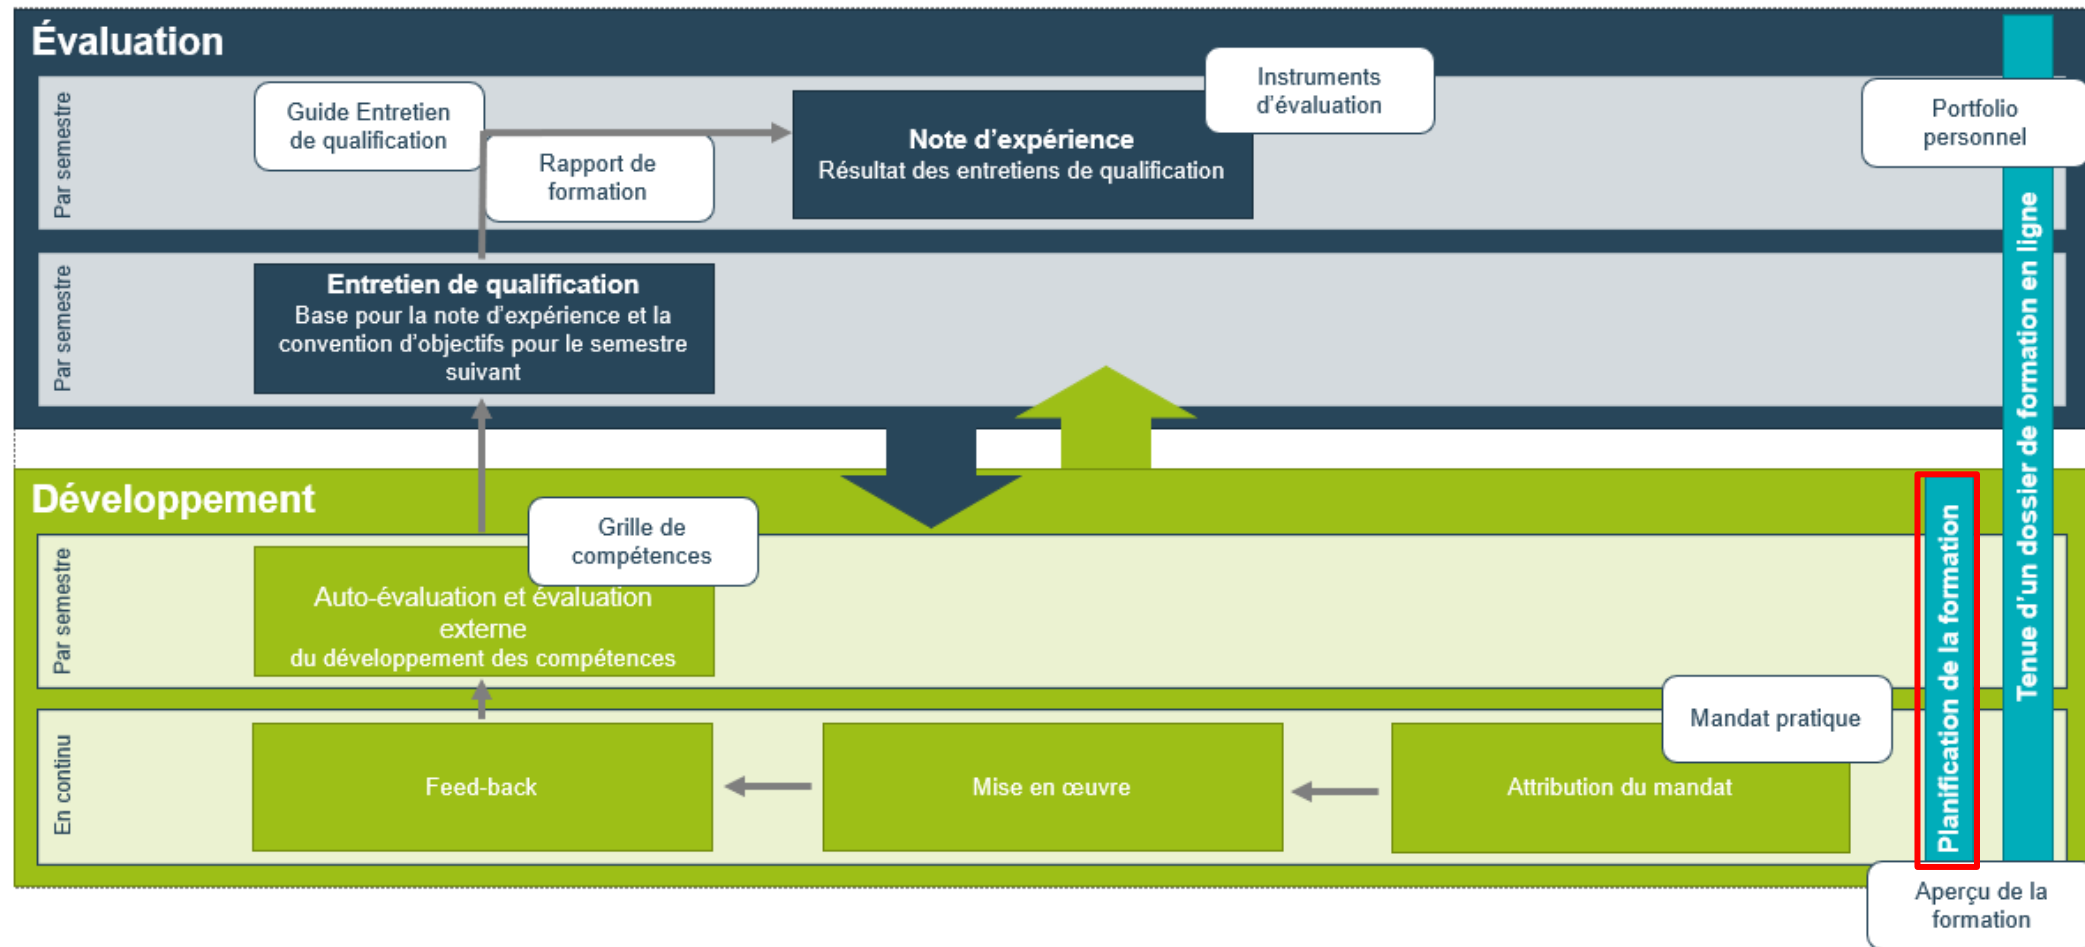 Évaluation
Par semestre
Guide Entretien
de qualification
Rapport de
formation
Note d’expérience
Résultat des entretiens de qualification
Instruments
d’évaluation
Portfolio
personnel
Par semestre
Entretien de qualification
Base pour la note d’expérience et la
convention d’objectifs pour le semestre
suivant
Tenue d’un dossier de formation en ligne
Développement
Par semestre
Grille de
compétences
Auto-évaluation et évaluation
externe
du développement des compétences
Planification de la formation
En continu
Feed-back
Mise en œuvre
Mandat pratique
Attribution du mandat
Aperçu de la
formation